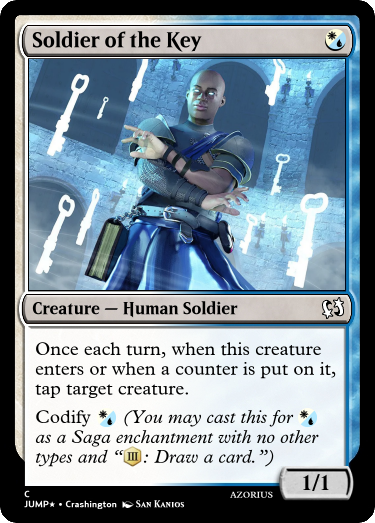 Soldier of the Key
Creature — Human Soldier
Once each turn, when this creature
enters or when a counter is put on it,
tap target creature.
Codify (You may cast this for
as a Saga enchantment with no other
types and “III: Draw a card.”)
1/1
C
AZORIUS
JUMP★ • Crashington SAN KANIOS